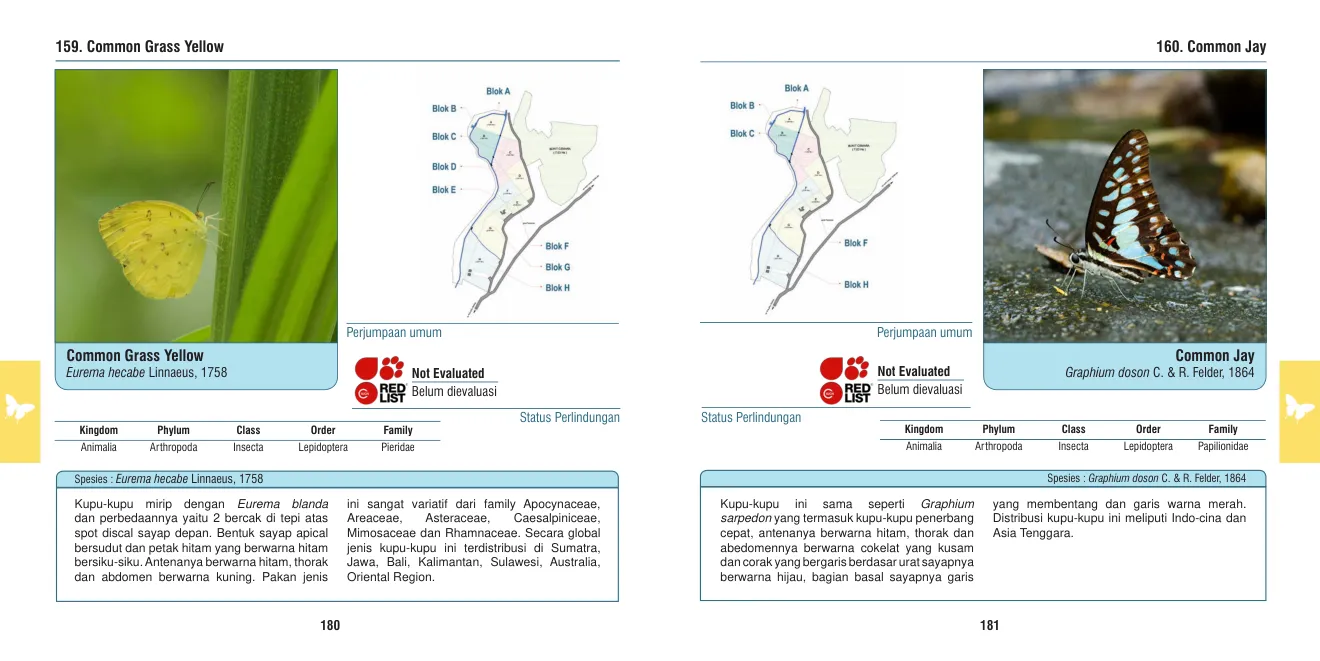 159. Common Grass Yellow
Blok A
Blok B
Blok C
Blok D
Blok E
Blok F
Blok G
Blok H
Perjumpaan umum
Common Grass Yellow
Eurema hecabe Linnaeus, 1758
RED LIST
Not Evaluated
Belum dievaluasi
Status Perlindungan
Kingdom Phylum Class Order Family
Animalia Arthropoda Insecta Lepidoptera Pieridae
Spesies : Eurema hecabe Linnaeus, 1758
Kupu-kupu mirip dengan Eurema blanda
dan perbedaannya yaitu 2 bercak di tepi atas
spot discal sayap depan. Bentuk sayap apical
bersudut dan petak hitam yang berwarna hitam
bersiku-siku. Antenanya berwarna hitam, thorak
dan abdomen berwarna kuning. Pakan jenis
ini sangat variatif dari family Apocynaceae,
Areaceae, Asteraceae, Caesalpiniceae,
Mimosaceae dan Rhamnaceae. Secara global
jenis kupu-kupu ini terdistribusi di Sumatra,
Jawa, Bali, Kalimantan, Sulawesi, Australia,
Oriental Region.
180
160. Common Jay
Blok A
Blok B
Blok C
Blok F
Blok H
Perjumpaan umum
Common Jay
Graphium doson C. & R. Felder, 1864
RED LIST
Not Evaluated
Belum dievaluasi
Status Perlindungan
Kingdom Phylum Class Order Family
Animalia Arthropoda Insecta Lepidoptera Papilionidae
Spesies : Graphium doson C. & R. Felder, 1864
Kupu-kupu ini sama seperti Graphium
sarpedon yang termasuk kupu-kupu penerbang
cepat, antenanya berwarna hitam, thorak dan
abedomennya berwarna cokelat yang kusam
dan corak yang bergaris berdasar urat sayapnya
berwarna hijau, bagian basal sayapnya garis
yang membentang dan garis warna merah.
Distribusi kupu-kupu ini meliputi Indo-cina dan
Asia Tenggara.
181